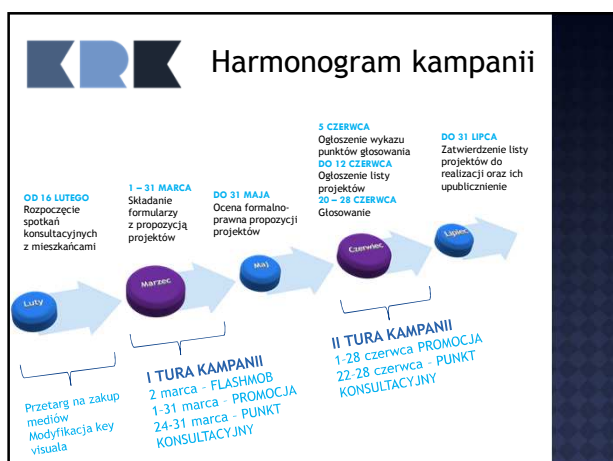 KRK
Harmonogram kampanii
OD 16 LUTEGO
Rozpoczęcie
spotkań
konsultacyjnych
z mieszkańcami
1 – 31 MARCA
Składanie
formularzy
z propozycją
projektów
DO 31 MAJA
Ocena formalno-
prawna propozycji
projektów
5 CZERWCA
Ogłoszenie wykazu
punktów głosowania
DO 12 CZERWCA
Ogłoszenie listy
projektów
20 – 28 CZERWCA
Głosowanie
DO 31 LIPCA
Zatwierdzenie listy
projektów do
realizacji oraz ich
upublicznienie
Luty
Marzec
Maj
Czerwiec
Lipiec
Przetarg na zakup
mediów
Modyfikacja key
visuala
I TURA KAMPANII
2 marca – FLASHMOB
1-31 marca – PROMOCJA
24-31 marca – PUNKT
KONSULTACYJNY
II TURA KAMPANII
1-28 czerwca PROMOCJA
22-28 czerwca – PUNKT
KONSULTACYJNY